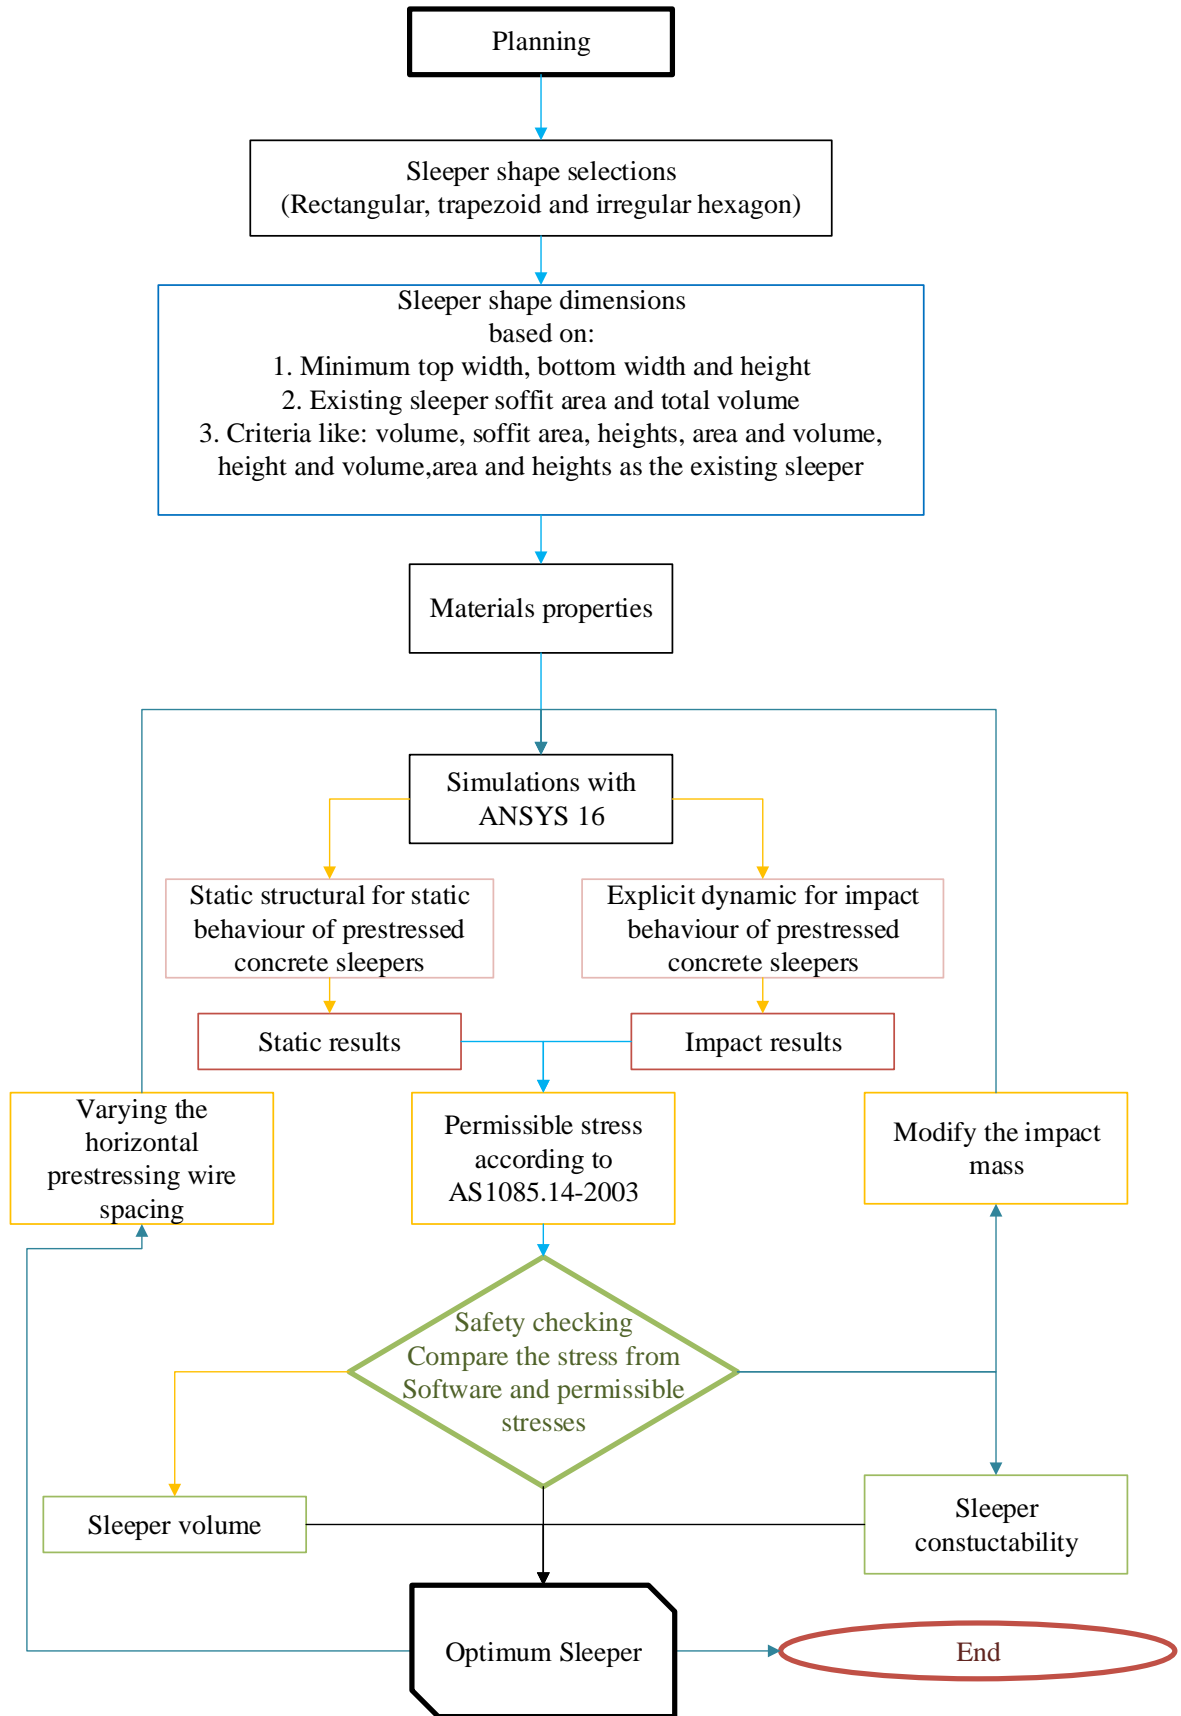 Planning
Sleeper shape selections
(Rectangular, trapezoid and irregular hexagon)
Sleeper shape dimensions
based on:
1. Minimum top width, bottom width and height
2. Existing sleeper soffit area and total volume
3. Criteria like: volume, soffit area, heights, area and volume,
height and volume,area and heights as the existing sleeper
Materials properties
Simulations with
ANSYS 16
Static structural for static
behaviour of prestressed
concrete sleepers
Explicit dynamic for impact
behaviour of prestressed
concrete sleepers
Static results
Impact results
Varying the
horizontal
prestressing wire
spacing
Permissible stress
according to
AS1085.14-2003
Modify the impact
mass
Safety checking
Compare the stress from
Software and permissible
stresses
Sleeper volume
Sleeper
constuctability
Optimum Sleeper
End